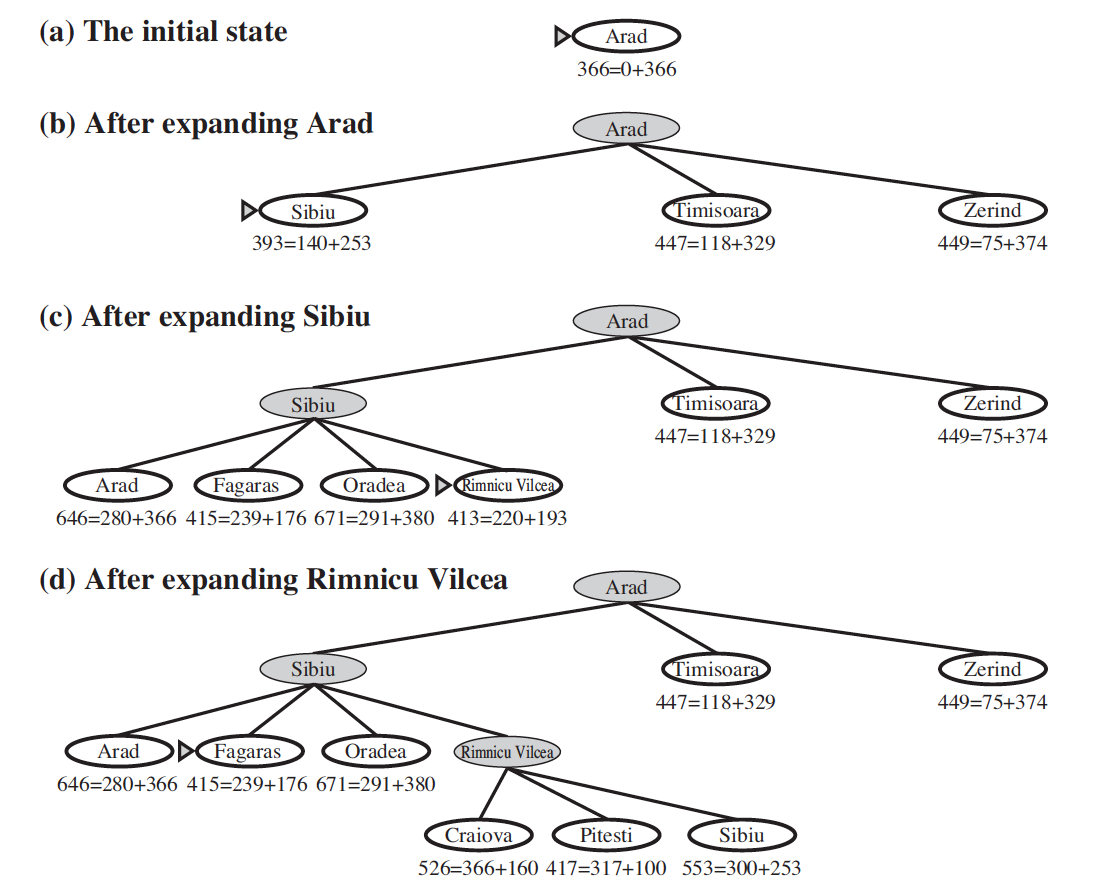 (a) The initial state
Arad
366=0+366
(b) After expanding Arad
Arad
Sibiu Timisoara Zerind
393=140+253 447=118+329 449=75+374
(c) After expanding Sibiu
Arad
Sibiu Timisoara Zerind
447=118+329 449=75+374
Arad Fagaras Oradea Rimnicu Vilcea
646=280+366 415=239+176 671=291+380 413=220+193
(d) After expanding Rimnicu Vilcea
Arad
Sibiu Timisoara Zerind
447=118+329 449=75+374
Arad Fagaras Oradea Rimnicu Vilcea
646=280+366 415=239+176 671=291+380
Craiova Pitesti Sibiu
526=366+160 417=317+100 553=300+253